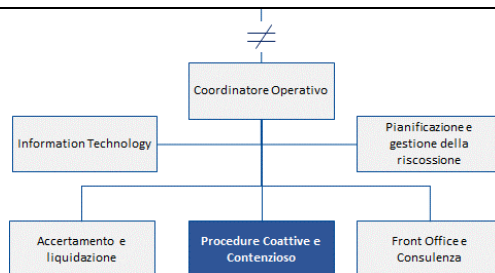 Coordinatore Operativo
Information Technology
Pianificazione e
gestione della
riscossione
Accertamento e
liquidazione
Procedure Coattive e
Contenzioso
Front Office e
Consulenza